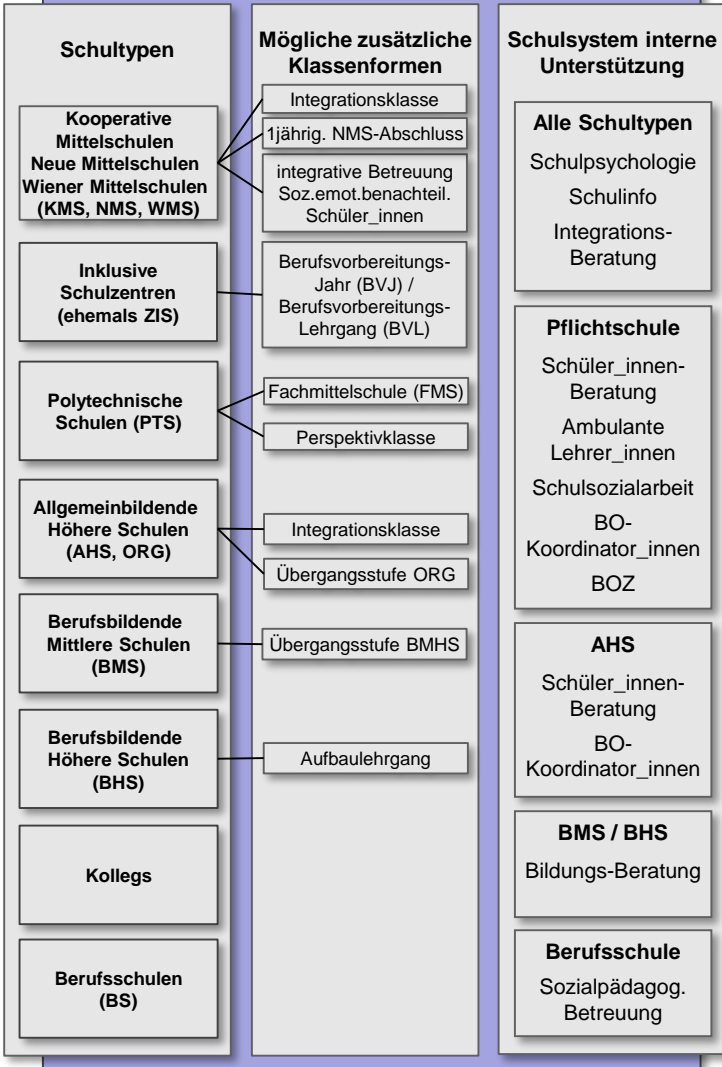 Schultypen
Kooperative
Mittelschulen
Neue Mittelschulen
Wiener Mittelschulen
(KMS, NMS, WMS)
Inklusive
Schulzentren
(ehemals ZIS)
Polytechnische
Schulen (PTS)
Allgemeinbildende
Höhere Schulen
(AHS, ORG)
Berufsbildende
Mittlere Schulen
(BMS)
Berufsbildende
Höhere Schulen
(BHS)
Kollegs
Berufsschulen
(BS)
Mögliche zusätzliche
Klassenformen
Integrationsklasse
1jährig. NMS-Abschluss
integrative Betreuung
Soz.emot.benachteil.
Schüler_innen
Berufsvorbereitungs-
Jahr (BVJ) /
Berufsvorbereitungs-
Lehrgang (BVL)
Fachmittelschule (FMS)
Perspektivklasse
Integrationsklasse
Übergangsstufe ORG
Übergangsstufe BMHS
Aufbaulehrgang
Schulsystem interne
Unterstützung
Alle Schultypen
Schulpsychologie
Schulinfo
Integrations-
Beratung
Pflichtschule
Schüler_innen-
Beratung
Ambulante
Lehrer_innen
Schulsozialarbeit
BO-
Koordinator_innen
BOZ
AHS
Schüler_innen-
Beratung
BO-
Koordinator_innen
BMS / BHS
Bildungs-Beratung
Berufsschule
Sozialpädagog.
Betreuung